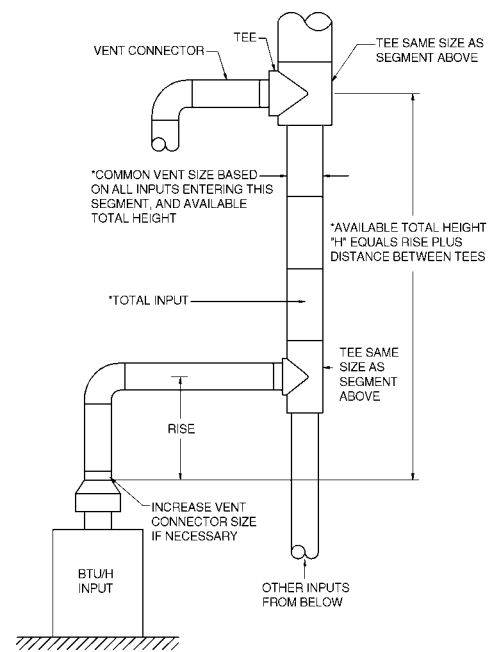 TEE
VENT CONNECTOR
TEE SAME SIZE AS
SEGMENT ABOVE
*COMMON VENT SIZE BASED
ON ALL INPUTS ENTERING THIS
SEGMENT, AND AVAILABLE
TOTAL HEIGHT
*AVAILABLE TOTAL HEIGHT
"H" EQUALS RISE PLUS
DISTANCE BETWEEN TEES
*TOTAL INPUT
TEE SAME
SIZE AS
SEGMENT
ABOVE
RISE
INCREASE VENT
CONNECTOR SIZE
IF NECESSARY
BTU/H
INPUT
OTHER INPUTS
FROM BELOW